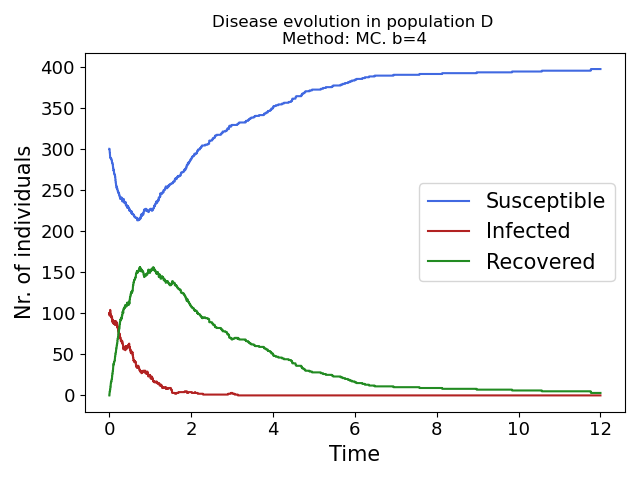 Disease evolution in population D
Method: MC. b=4
400
350
300
250
200
150
100
50
0
Nr. of individuals
Susceptible
Infected
Recovered
0 2 4 6 8 10 12
Time